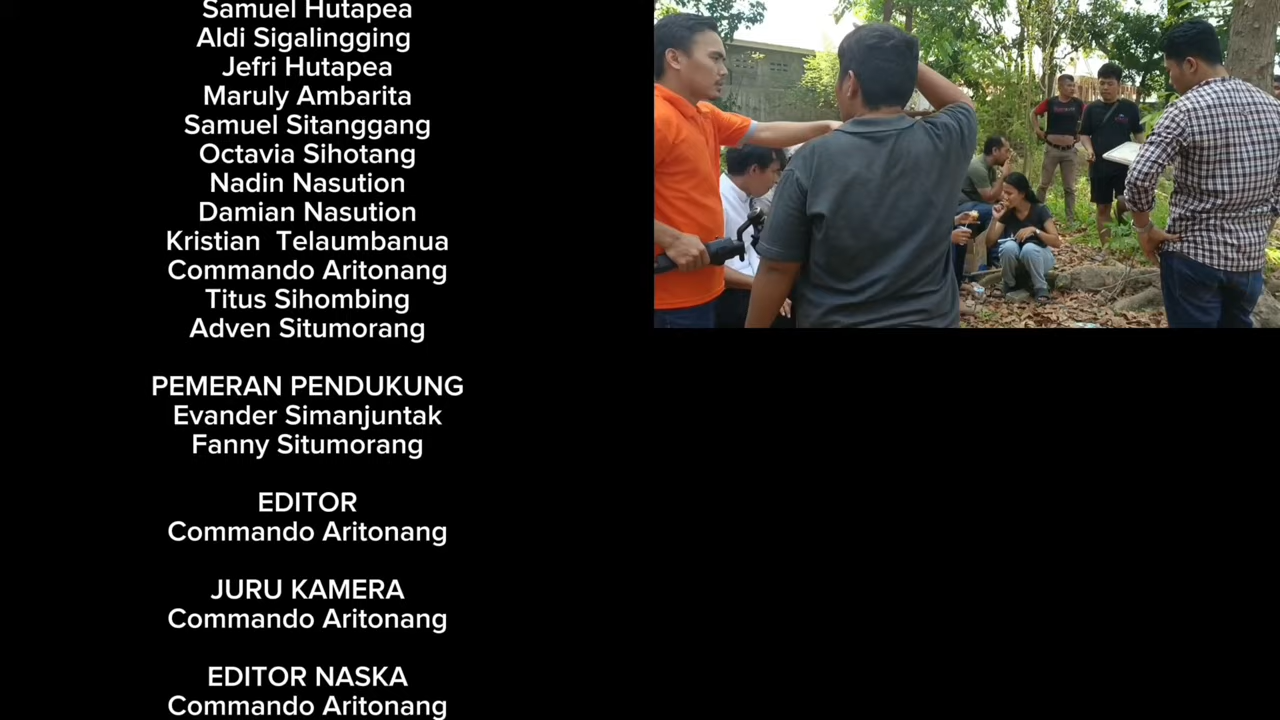 Samuel Hutapea
Aldi Sigalingging
Jefri Hutapea
Maruly Ambarita
Samuel Sitanggang
Octavia Sihotang
Nadin Nasution
Damian Nasution
Kristian  Telaumbanua
Commando Aritonang
Titus Sihombing
Adven Situmorang
PEMERAN PENDUKUNG
Evander Simanjuntak
Fanny Situmorang
EDITOR
Commando Aritonang
JURU KAMERA
Commando Aritonang
EDITOR NASKA
Commando Aritonang